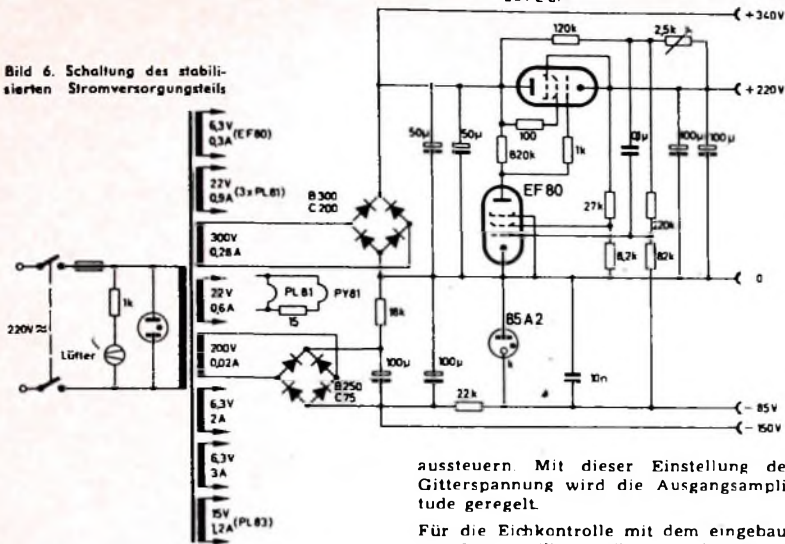 Bild 6. Schaltung des stabili-
sierten Stromversorgungsteils
+340V
120k
2,5k
+220V
50µ
50µ
100
820k
1k
100µ
100µ
EF 80
27k
8,2k
82k
0
6,3V
0,3A (EF80)
22V
0,9A (3x PL81)
B300
C200
300V
0,28A
22V
0,6A
PL81
PY81
15
18k
220V
1k
Lüfter
200V
0,02A
B250
C75
100µ
100µ
85A2
k
22k
10n
- 85V
- 150V
6,3V
2A
6,3V
3A
15V
1,2A (PL83)
aussteuern. Mit dieser Einstellung de
Gitterspannung wird die Ausgangsampli
tude geregelt.
Für die Eichkontrolle mit dem eingebau